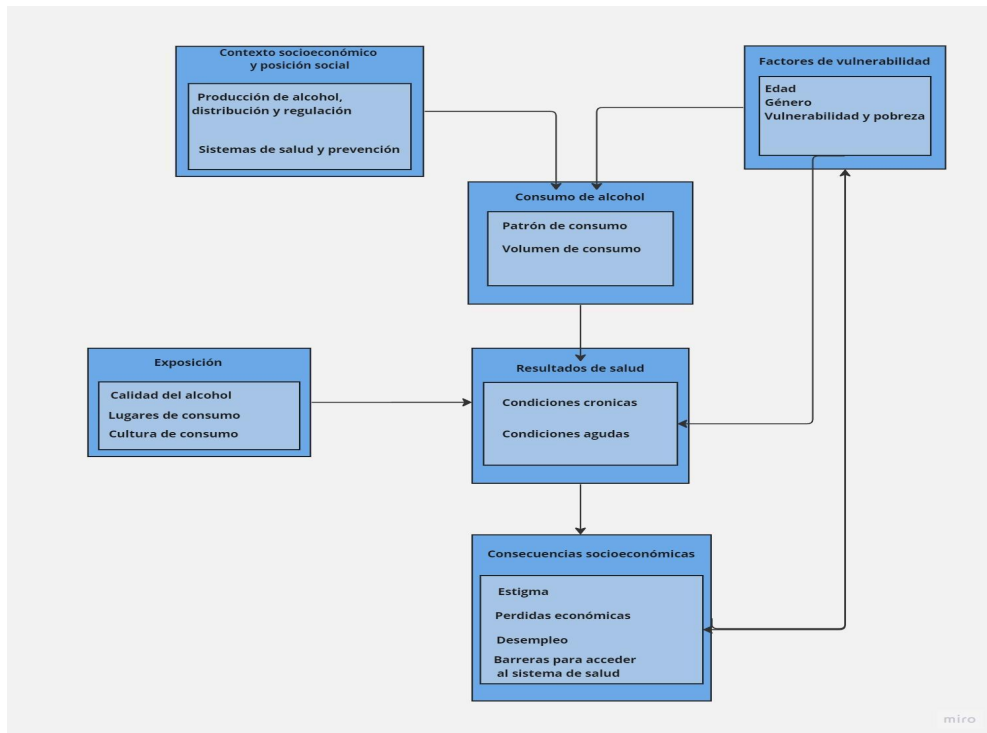 Contexto socioeconómico
y posición social
Producción de alcohol,
distribución y regulación
Sistemas de salud y prevención
Factores de vulnerabilidad
Edad
Género
Vulnerabilidad y pobreza
Consumo de alcohol
Patrón de consumo
Volumen de consumo
Exposición
Calidad del alcohol
Lugares de consumo
Cultura de consumo
Resultados de salud
Condiciones cronicas
Condiciones agudas
Consecuencias socioeconómicas
Estigma
Perdidas económicas
Desempleo
Barreras para acceder
al sistema de salud
miro